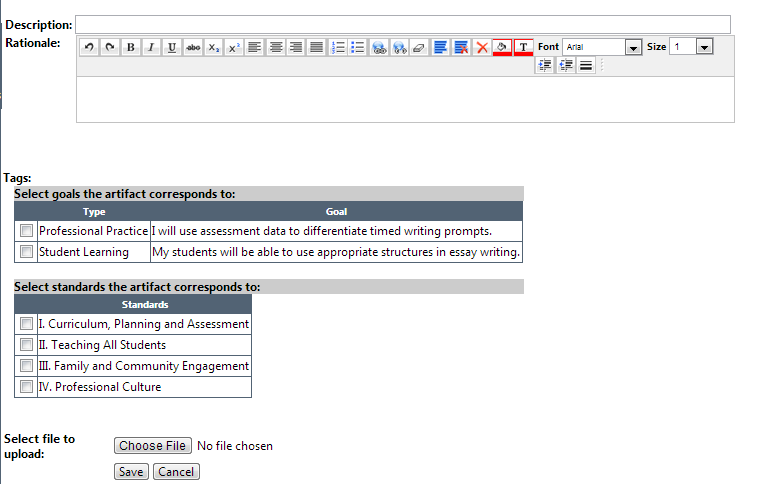 Description:
Rationale:
B I U abc X₂ X² T Font Arial Size 1
Tags:
Select goals the artifact corresponds to:
Type Goal
Professional Practice I will use assessment data to differentiate timed writing prompts.
Student Learning My students will be able to use appropriate structures in essay writing.
Select standards the artifact corresponds to:
Standards
I. Curriculum, Planning and Assessment
II. Teaching All Students
III. Family and Community Engagement
IV. Professional Culture
Select file to
upload:
Choose File No file chosen
Save Cancel